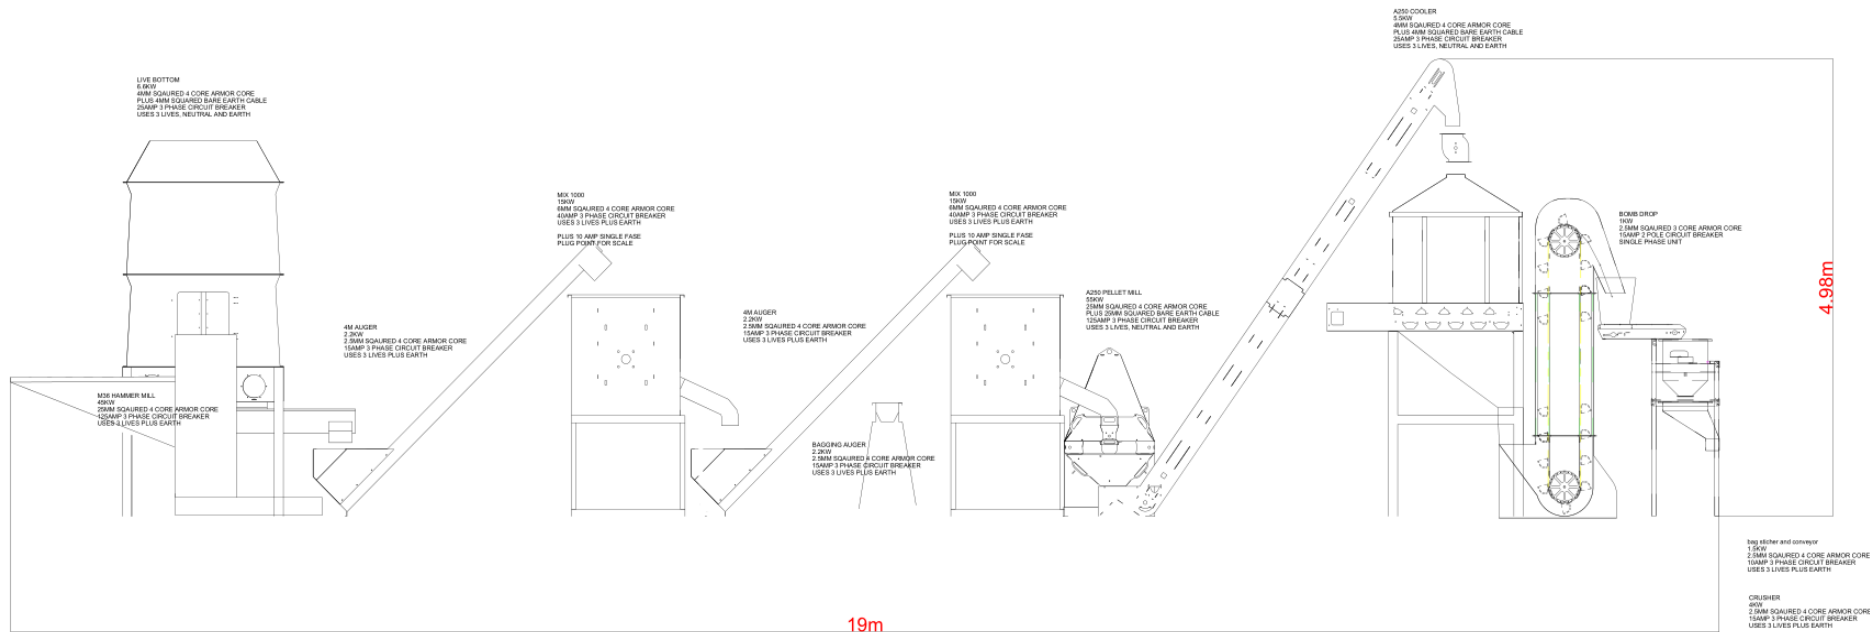 A250 COOLER
5.5KW
4MM SQAURED 4 CORE ARMOR CORE
PLUS 4MM SQUARED BARE EARTH CABLE
25AMP 3 PHASE CIRCUIT BREAKER
USES 3 LIVES, NEUTRAL AND EARTH
LIVE BOTTOM
6.6KW
4MM SQAURED 4 CORE ARMOR CORE
PLUS 4MM SQUARED BARE EARTH CABLE
25AMP 3 PHASE CIRCUIT BREAKER
USES 3 LIVES, NEUTRAL AND EARTH
MIX 1000
15KW
6MM SQAURED 4 CORE ARMOR CORE
40AMP 3 PHASE CIRCUIT BREAKER
USES 3 LIVES PLUS EARTH
PLUS 10 AMP SINGLE FASE
PLUG POINT FOR SCALE
MIX 1000
15KW
6MM SQAURED 4 CORE ARMOR CORE
40AMP 3 PHASE CIRCUIT BREAKER
USES 3 LIVES PLUS EARTH
PLUS 10 AMP SINGLE FASE
PLUG POINT FOR SCALE
BOMB DROP
1KW
2.5MM SQAURED 3 CORE ARMOR CORE
15AMP 2 POLE CIRCUIT BREAKER
SINGLE PHASE UNIT
4.98m
A250 PELLET MILL
55KW
25MM SQAURED 4 CORE ARMOR CORE
PLUS 25MM SQUARED BARE EARTH CABLE
125AMP 3 PHASE CIRCUIT BREAKER
USES 3 LIVES, NEUTRAL AND EARTH
4M AUGER
2.2KW
2.5MM SQAURED 4 CORE ARMOR CORE
15AMP 3 PHASE CIRCUIT BREAKER
USES 3 LIVES PLUS EARTH
4M AUGER
2.2KW
2.5MM SQAURED 4 CORE ARMOR CORE
15AMP 3 PHASE CIRCUIT BREAKER
USES 3 LIVES PLUS EARTH
M36 HAMMER MILL
45KW
25MM SQAURED 4 CORE ARMOR CORE
125AMP 3 PHASE CIRCUIT BREAKER
USES 3 LIVES PLUS EARTH
BAGGING AUGER
2.2KW
2.5MM SQAURED 4 CORE ARMOR CORE
15AMP 3 PHASE CIRCUIT BREAKER
USES 3 LIVES PLUS EARTH
bag sticher and conveyor
1.5KW
2.5MM SQAURED 4 CORE ARMOR CORE
10AMP 3 PHASE CIRCUIT BREAKER
USES 3 LIVES PLUS EARTH
CRUSHER
4KW
2.5MM SQAURED 4 CORE ARMOR CORE
15AMP 3 PHASE CIRCUIT BREAKER
USES 3 LIVES PLUS EARTH
19m